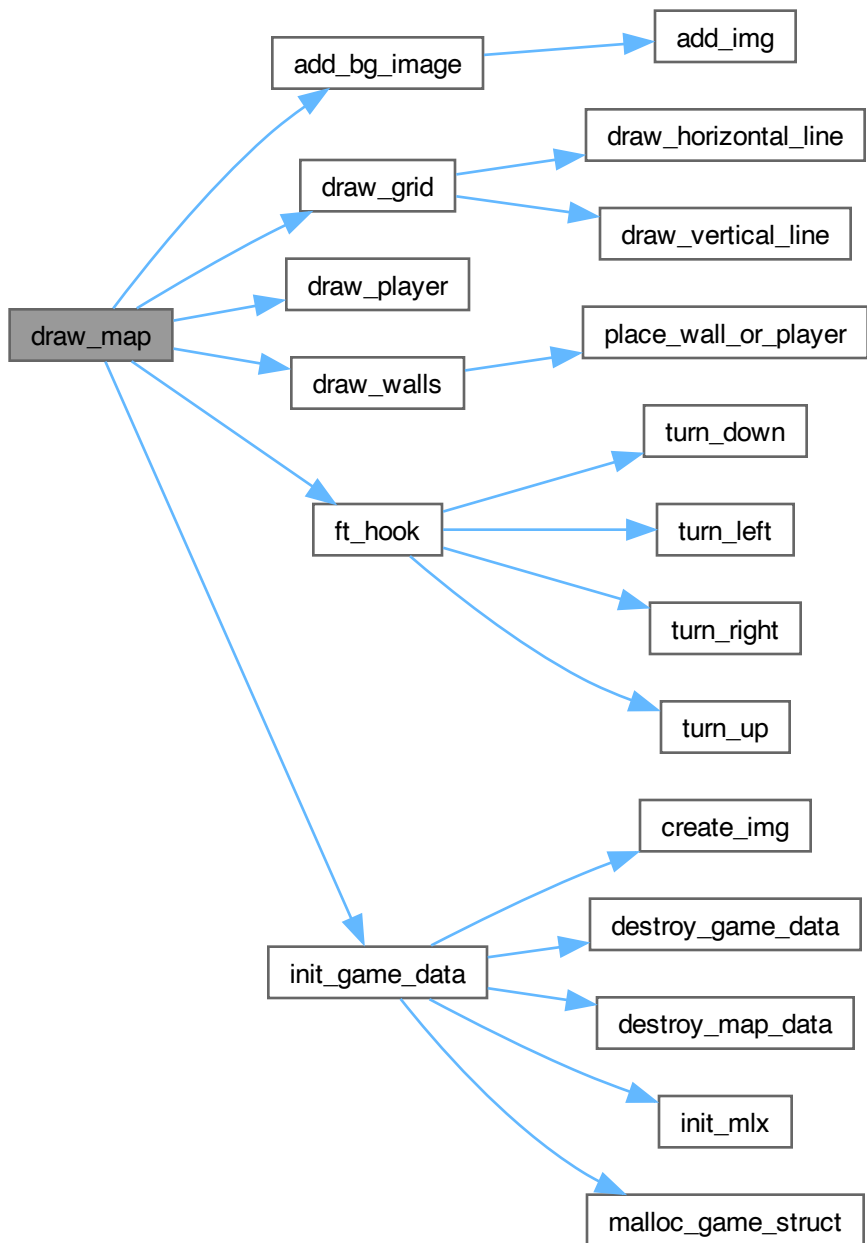 add_img
add_bg_image
draw_horizontal_line
draw_grid
draw_vertical_line
draw_player
draw_map
place_wall_or_player
draw_walls
turn_down
ft_hook
turn_left
turn_right
turn_up
create_img
destroy_game_data
init_game_data
destroy_map_data
init_mlx
malloc_game_struct